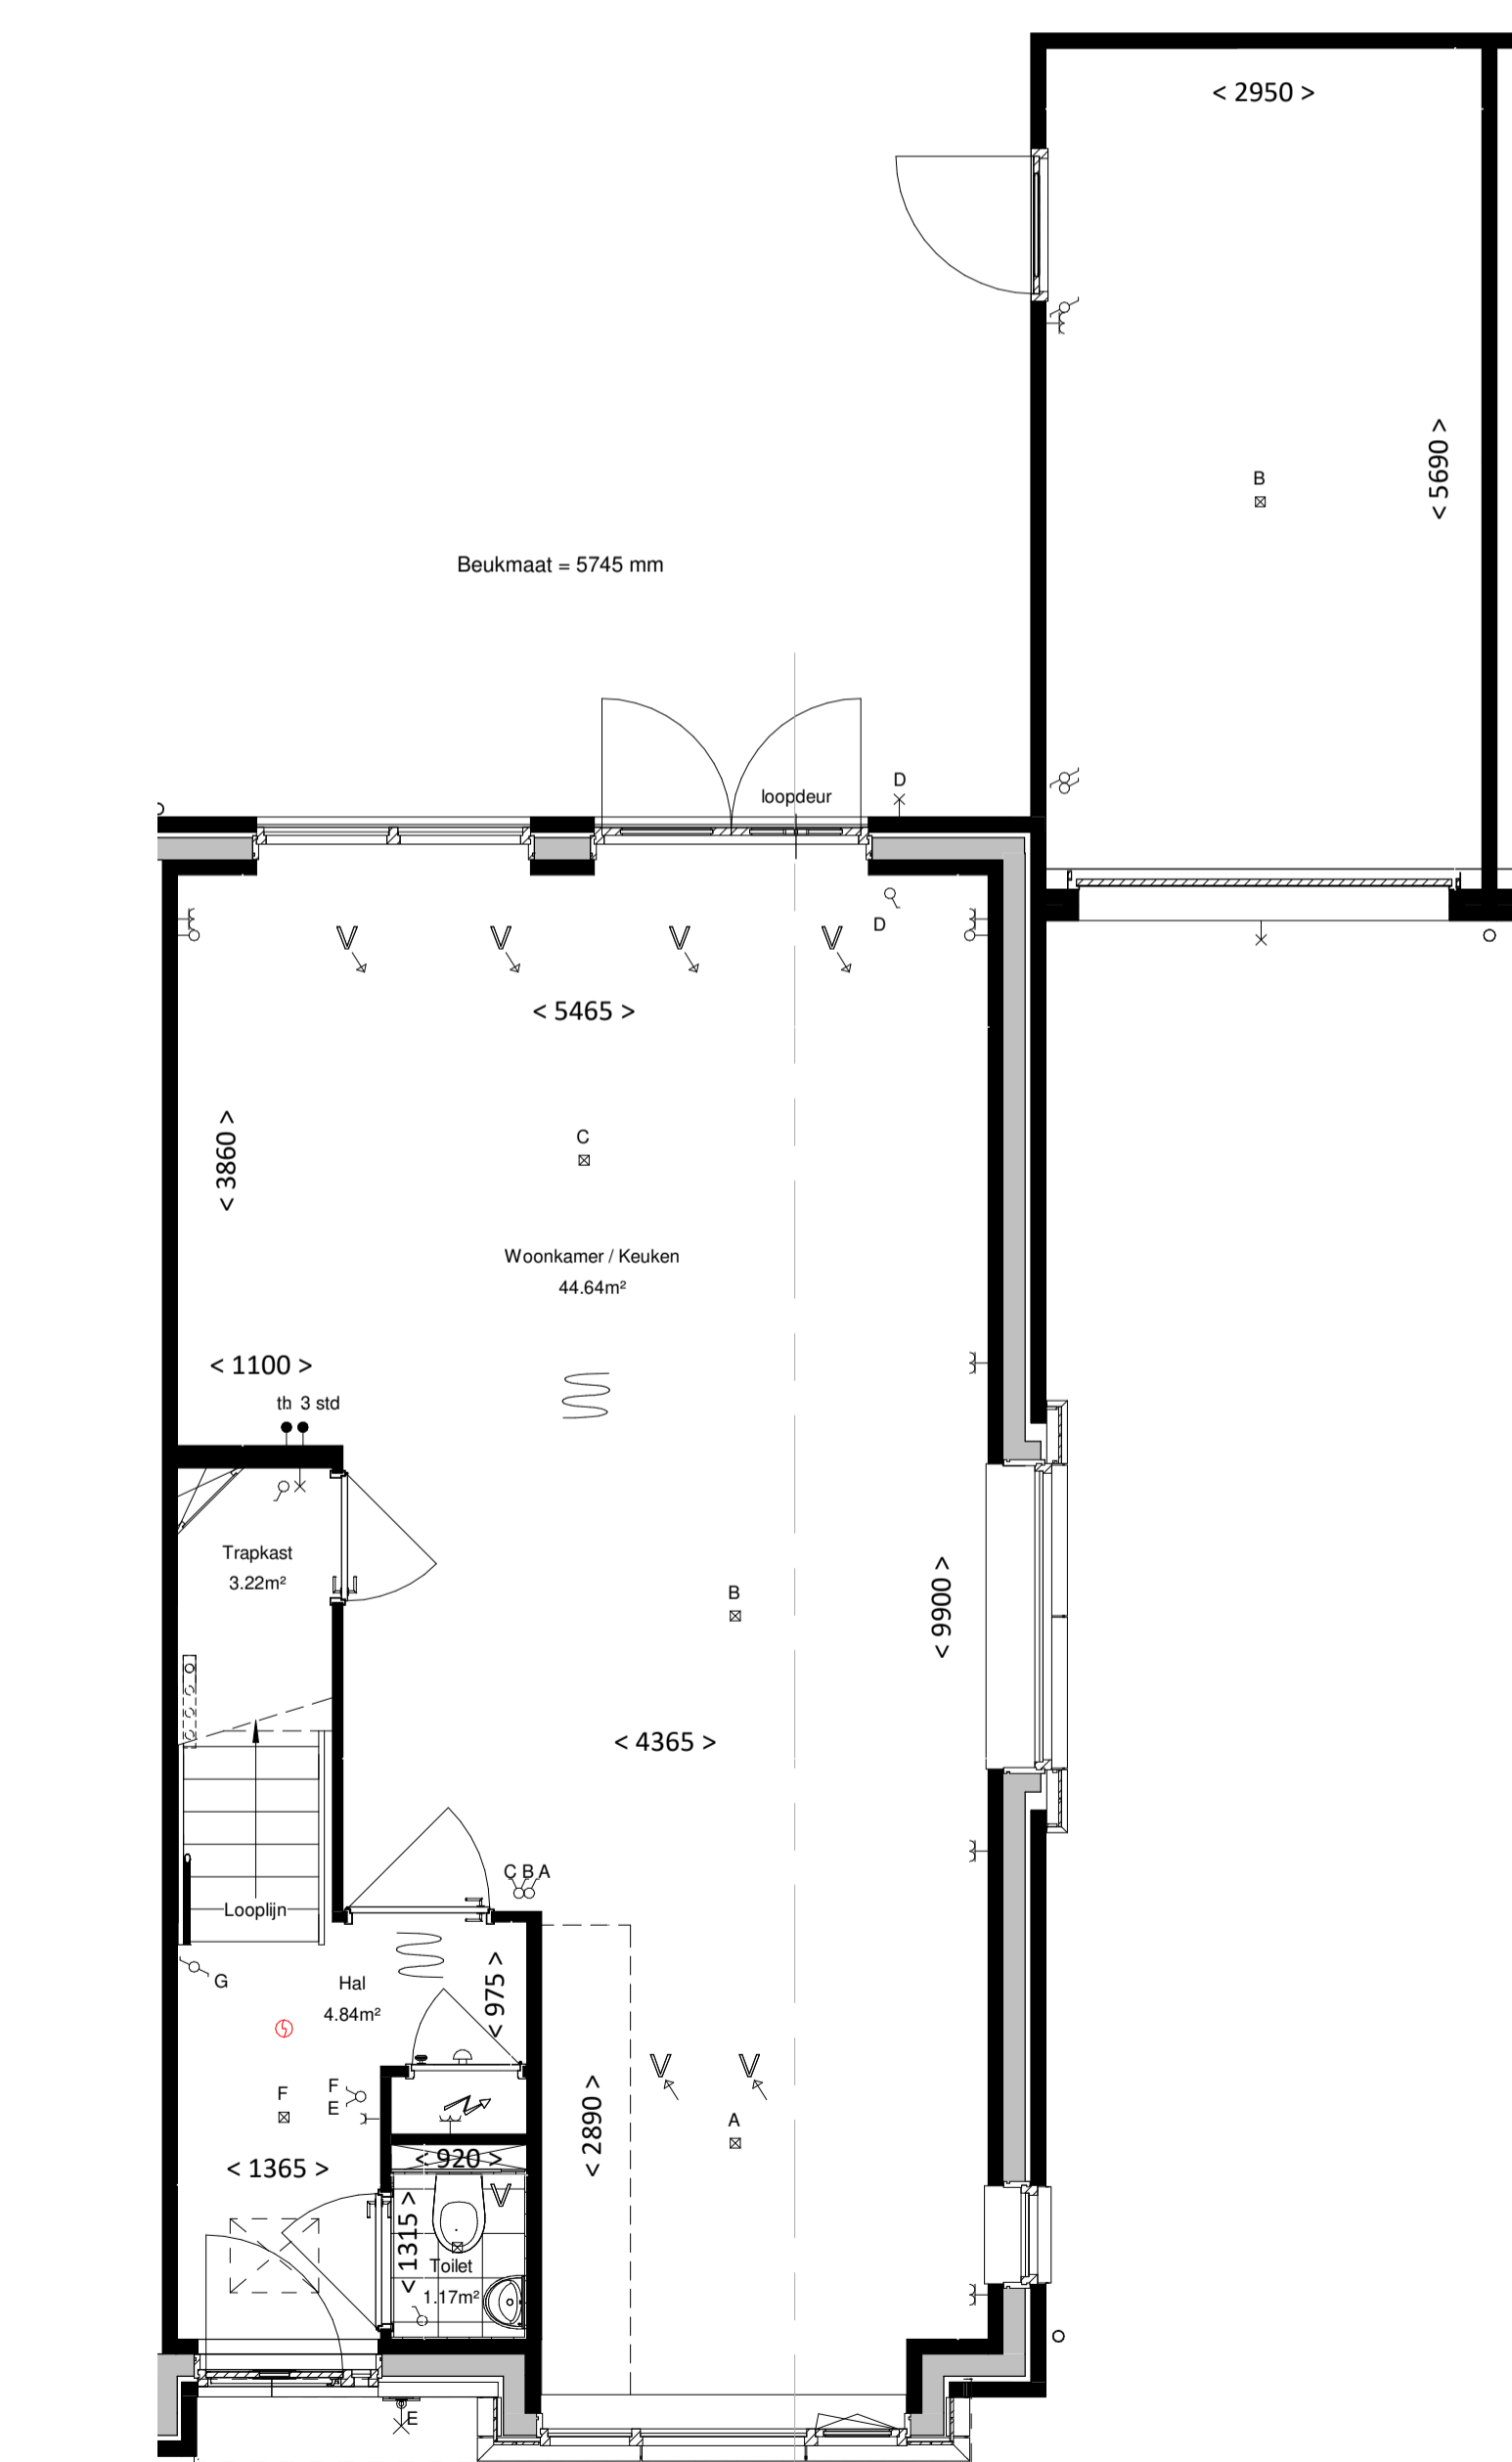 < 2950 >
< 5690 >
B
Beukmaat = 5745 mm
D
loopdeur
D
V V V V
< 5465 >
< 3860 >
C
Woonkamer / Keuken
44.64m²
< 1100 >
3 std
Trapkast
3.22m²
B
< 9900 >
< 4365 >
C B A
Looplijn
G
Hal
4.84m²
< 975 >
V V
F
F
E
A
< 2890 >
< 1365 >
< 920 >
V
< 1315 >
Toilet
1.17m²
E